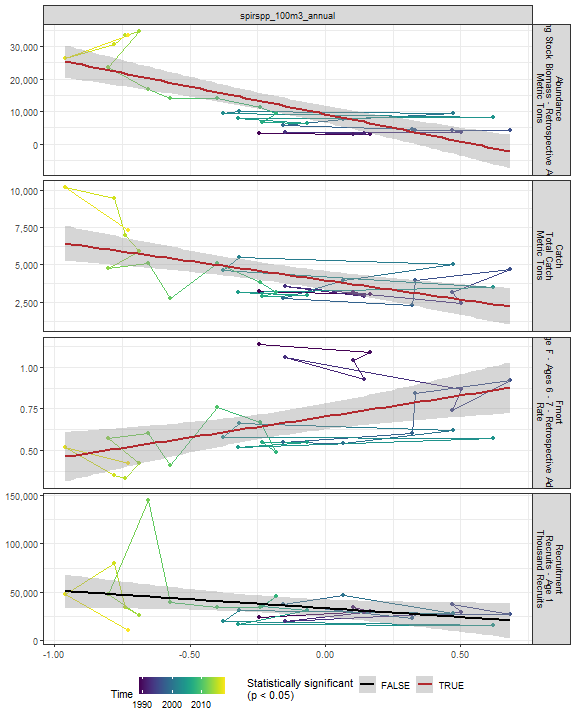 spirspp_100m3_annual
30,000
20,000
10,000
0
Abundance
Stock Biomass - Retrospective
Metric Tons
10,000
7,500
5,000
2,500
Catch
Total Catch
Metric Tons
1.00
0.75
0.50
Fmort
F - Ages 6 - 7 - Retrospective
Rate
150,000
100,000
50,000
0
Recruitment
Recruits - Age 1
Thousand Recruits
-1.00 -0.50 0.00 0.50
Time
1990 2000 2010
Statistically significant
(p < 0.05)
FALSE TRUE